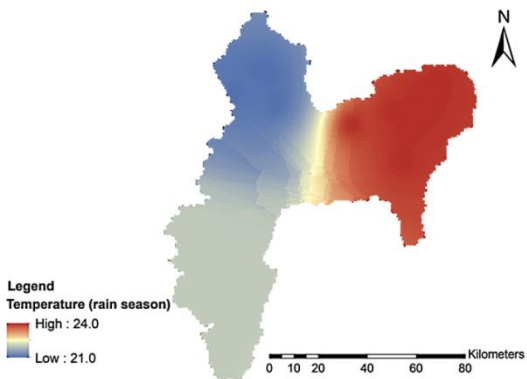 N
Legend
Temperature (rain season)
High : 24.0
Low : 21.0
Kilometers
0 10 20 40 60 80